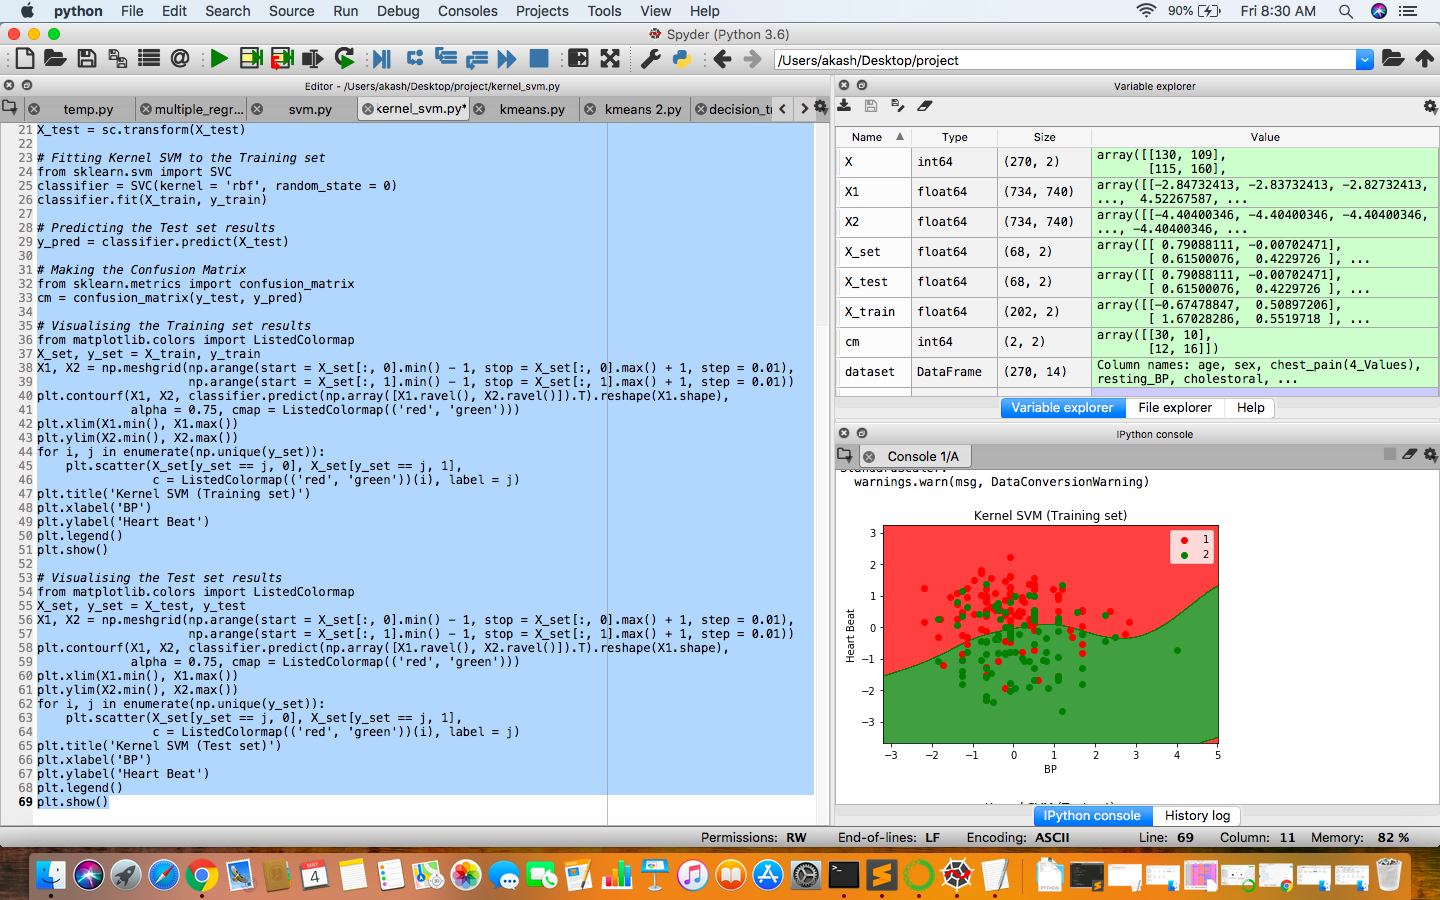 python File Edit Search Source Run Debug Consoles Projects Tools View Help 90% Fri 8:30 AM
Spyder (Python 3.6)
/Users/akash/Desktop/project
Editor - /Users/akash/Desktop/project/kernel_svm.py
temp.py multiple_regr... svm.py kernel_svm.py* kmeans.py kmeans 2.py decision_t
21 X_test = sc.transform(X_test)
22
23 # Fitting Kernel SVM to the Training set
24 from sklearn.svm import SVC
25 classifier = SVC(kernel = 'rbf', random_state = 0)
26 classifier.fit(X_train, y_train)
27
28 # Predicting the Test set results
29 y_pred = classifier.predict(X_test)
30
31 # Making the Confusion Matrix
32 from sklearn.metrics import confusion_matrix
33 cm = confusion_matrix(y_test, y_pred)
34
35 # Visualising the Training set results
36 from matplotlib.colors import ListedColormap
37 X_set, y_set = X_train, y_train
38 X1, X2 = np.meshgrid(np.arange(start = X_set[:, 0].min() - 1, stop = X_set[:, 0].max() + 1, step = 0.01),
39 np.arange(start = X_set[:, 1].min() - 1, stop = X_set[:, 1].max() + 1, step = 0.01))
40 plt.contourf(X1, X2, classifier.predict(np.array([X1.ravel(), X2.ravel()]).T).reshape(X1.shape),
41 alpha = 0.75, cmap = ListedColormap(('red', 'green')))
42 plt.xlim(X1.min(), X1.max())
43 plt.ylim(X2.min(), X2.max())
44 for i, j in enumerate(np.unique(y_set)):
45 plt.scatter(X_set[y_set == j, 0], X_set[y_set == j, 1],
46 c = ListedColormap(('red', 'green'))(i), label = j)
47 plt.title('Kernel SVM (Training set)')
48 plt.xlabel('BP')
49 plt.ylabel('Heart Beat')
50 plt.legend()
51 plt.show()
52
53 # Visualising the Test set results
54 from matplotlib.colors import ListedColormap
55 X_set, y_set = X_test, y_test
56 X1, X2 = np.meshgrid(np.arange(start = X_set[:, 0].min() - 1, stop = X_set[:, 0].max() + 1, step = 0.01),
57 np.arange(start = X_set[:, 1].min() - 1, stop = X_set[:, 1].max() + 1, step = 0.01))
58 plt.contourf(X1, X2, classifier.predict(np.array([X1.ravel(), X2.ravel()]).T).reshape(X1.shape),
59 alpha = 0.75, cmap = ListedColormap(('red', 'green')))
60 plt.xlim(X1.min(), X1.max())
61 plt.ylim(X2.min(), X2.max())
62 for i, j in enumerate(np.unique(y_set)):
63 plt.scatter(X_set[y_set == j, 0], X_set[y_set == j, 1],
64 c = ListedColormap(('red', 'green'))(i), label = j)
65 plt.title('Kernel SVM (Test set)')
66 plt.xlabel('BP')
67 plt.ylabel('Heart Beat')
68 plt.legend()
69 plt.show()
Variable explorer
Name Type Size Value
X int64 (270, 2) array([[130, 109],
[115, 160],
X1 float64 (734, 740) array([[-2.84732413, -2.83732413, -2.82732413,
..., 4.52267587, ...
X2 float64 (734, 740) array([[-4.40400346, -4.40400346, -4.40400346,
..., -4.40400346, ...
X_set float64 (68, 2) array([[ 0.79088111, -0.00702471],
[ 0.61500076, 0.4229726 ], ...
X_test float64 (68, 2) array([[ 0.79088111, -0.00702471],
[ 0.61500076, 0.4229726 ], ...
X_train float64 (202, 2) array([[-0.67478847, 0.50897206],
[ 1.67028286, 0.5519718 ], ...
cm int64 (2, 2) array([[30, 10],
[12, 16]])
dataset DataFrame (270, 14) Column names: age, sex, chest_pain(4_Values),
resting_BP, cholestoral, ...
Variable explorer File explorer Help
IPython console
Console 1/A
warnings.warn(msg, DataConversionWarning)
Kernel SVM (Training set)
1
2
3
2
1
0
−1
−2
−3
Heart Beat
−3 −2 −1 0 1 2 3 4 5
BP
IPython console History log
Permissions: RW End-of-lines: LF Encoding: ASCII Line: 69 Column: 11 Memory: 82 %
MAY
4
PYTHON